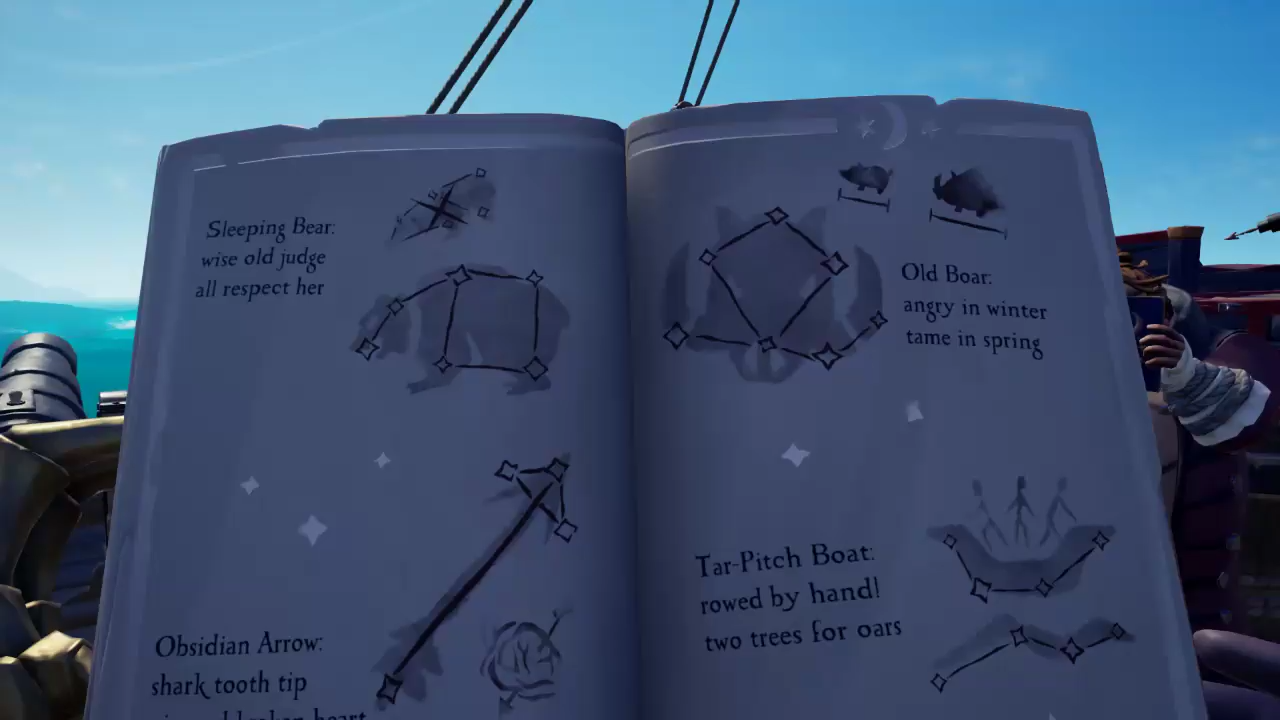 Sleeping Bear:
wise old judge
all respect her
Obsidian Arrow:
shark tooth tip
heart
Old Boar:
angry in winter
tame in spring
Tar-Pitch Boat:
rowed by hand!
two trees for oars